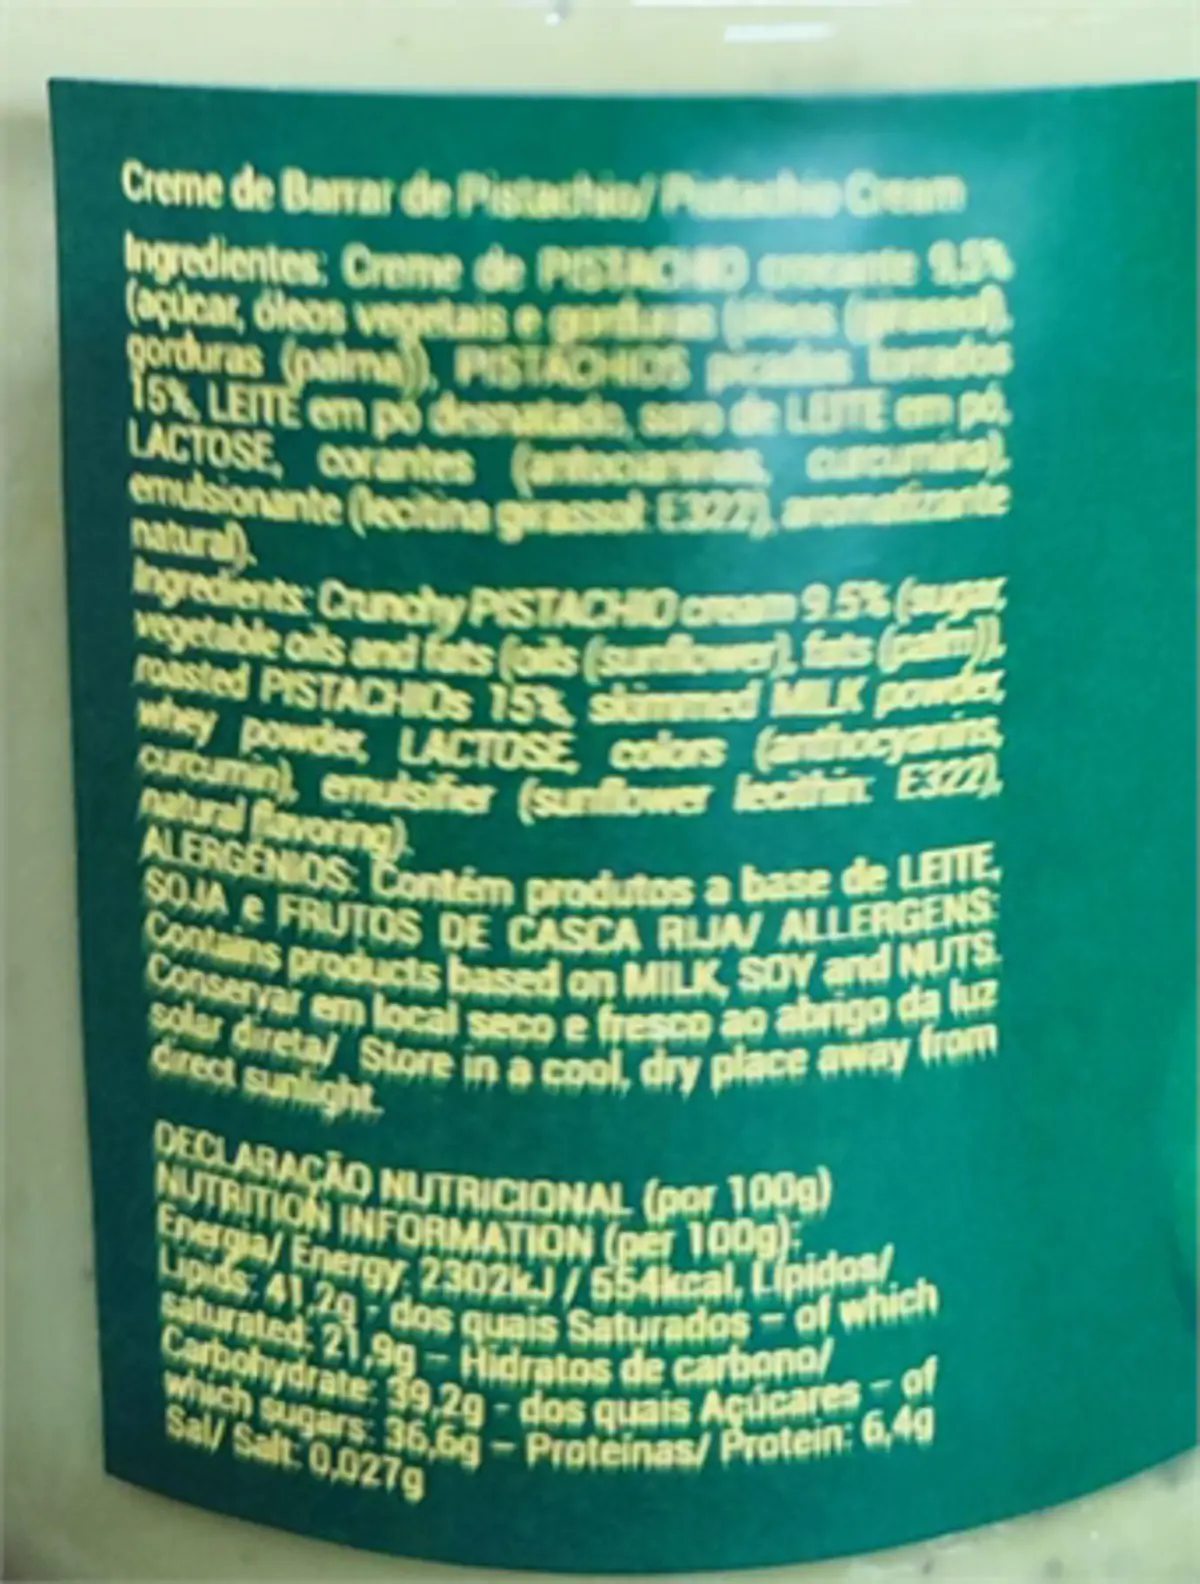 Creme de Barrar de Pistachio/ Pistachio Cream
Ingredientes: Creme de PISTACHIO crocante 9.5%
(açúcar, óleos vegetais e gorduras (óleos (girassol),
gorduras (palma)), PISTACHIOS picados torrados
15%, LEITE em pó desnatado, soro de LEITE em pó,
LACTOSE, corantes (antocianinas, curcumina),
emulsionante (lecitina girassol: E322), aromatizante
natural).
Ingredients: Crunchy PISTACHIO cream 9.5% (sugar,
vegetable oils and fats (oils (sunflower), fats (palm)),
roasted PISTACHIOs 15%, skimmed MILK powder,
whey powder, LACTOSE, colors (anthocyanins,
curcumin), emulsifier (sunflower lecithin: E322),
natural flavoring).
ALERGÉNIOS: Contém produtos a base de LEITE,
SOJA e FRUTOS DE CASCA RIJA/ ALLERGENS:
Contains products based on MILK, SOY and NUTS.
Conservar em local seco e fresco ao abrigo da luz
solar direta/ Store in a cool, dry place away from
direct sunlight.
DECLARAÇÃO NUTRICIONAL (por 100g)
NUTRITION INFORMATION (per 100g):
Energia/ Energy: 2302kJ / 554kcal, Lípidos/
Lipids: 41,2g - dos quais Saturados – of which
saturated: 21,9g – Hidratos de carbono/
Carbohydrate: 39,2g - dos quais Açúcares – of
which sugars: 36,6g – Proteínas/ Protein: 6,4g
Sal/ Salt: 0,027g